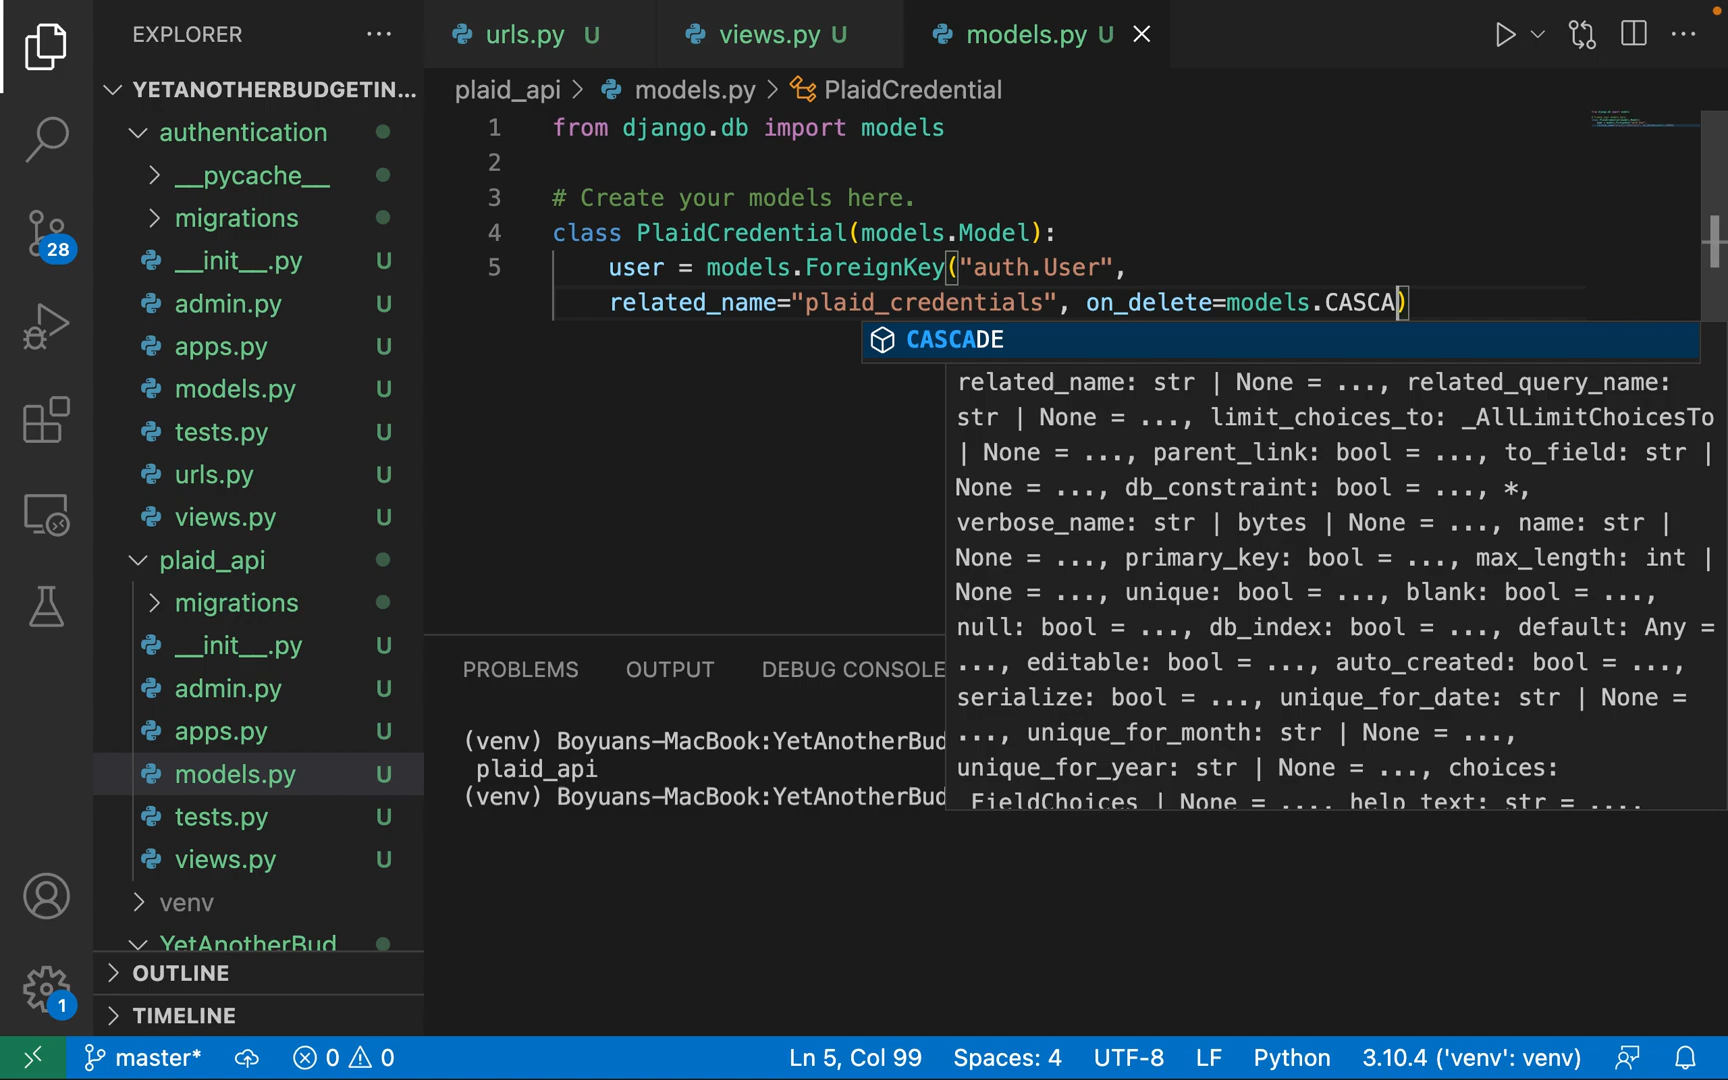 EXPLORER
YETANOTHERBUDGETIN...
authentication
__pycache__
migrations
__init__.py U
admin.py U
apps.py U
models.py U
tests.py U
urls.py U
views.py U
plaid_api
migrations
__init__.py U
admin.py U
apps.py U
models.py U
tests.py U
views.py U
venv
YetAnotherBud
OUTLINE
TIMELINE
28
1
urls.py U
views.py U
models.py U
plaid_api > models.py > PlaidCredential
1 from django.db import models
2
3 # Create your models here.
4 class PlaidCredential(models.Model):
5 user = models.ForeignKey("auth.User",
related_name="plaid_credentials", on_delete=models.CASCA)
CASCADE
related_name: str | None = ..., related_query_name:
str | None = ..., limit_choices_to: _AllLimitChoicesTo
| None = ..., parent_link: bool = ..., to_field: str |
None = ..., db_constraint: bool = ..., *,
verbose_name: str | bytes | None = ..., name: str |
None = ..., primary_key: bool = ..., max_length: int |
None = ..., unique: bool = ..., blank: bool = ...,
null: bool = ..., db_index: bool = ..., default: Any =
..., editable: bool = ..., auto_created: bool = ...,
serialize: bool = ..., unique_for_date: str | None =
..., unique_for_month: str | None = ...,
unique_for_year: str | None = ..., choices:
_FieldChoices | None = ..., help_text: str = ...,
PROBLEMS OUTPUT DEBUG CONSOLE
(venv) Boyuans-MacBook:YetAnotherBud
plaid_api
(venv) Boyuans-MacBook:YetAnotherBud
master* 0 0 Ln 5, Col 99 Spaces: 4 UTF-8 LF Python 3.10.4 ('venv': venv)